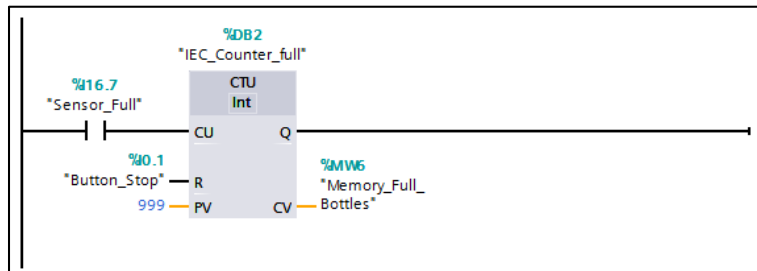 %DB2
"IEC_Counter_full"
%I16.7
"Sensor_Full"
CTU
Int
CU
Q
%I0.1
"Button_Stop"
R
%MW6
"Memory_Full_
Bottles"
999
PV
CV